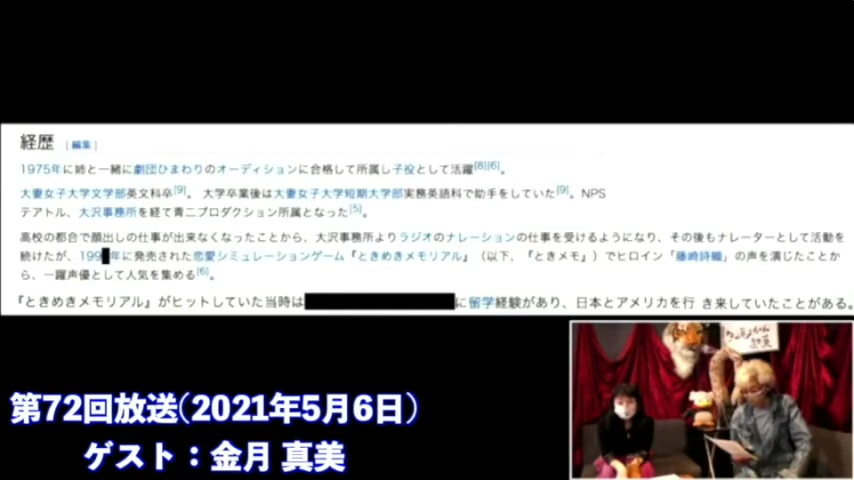 経歴 [編集]
1975年に姉と一緒に劇団ひまわりのオーディションに合格して所属し子役として活躍[8][6]。
大妻女子大学文学部英文科卒[9]。 大学卒業後は大妻女子大学短期大学部実務英語科で助手をしていた[9]。NPS
テアトル、大沢事務所を経て青二プロダクション所属となった[5]。
高校の都合で顔出しの仕事が出来なくなったことから、大沢事務所よりラジオのナレーションの仕事を受けるようになり、その後もナレーターとして活動を
続けたが、199 年に発売された恋愛シミュレーションゲーム『ときめきメモリアル』（以下、『ときメモ』）でヒロイン「藤崎詩織」の声を演じたことか
ら、一躍声優として人気を集める[6]。
『ときめきメモリアル』がヒットしていた当時は に留学経験があり、日本とアメリカを行 き来していたことがある。
第72回放送(2021年5月6日)
ゲスト：金月 真美